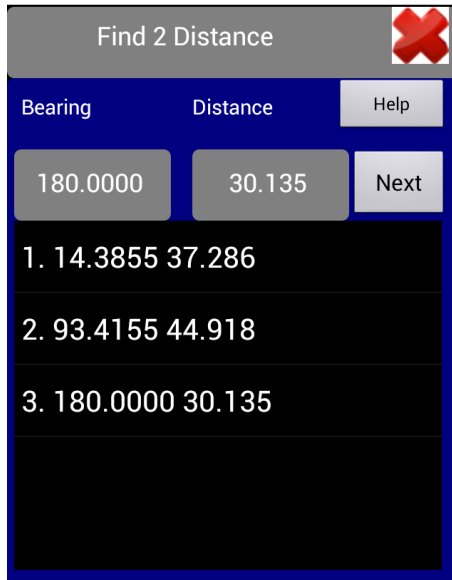 Find 2 Distance
Bearing Distance Help
180.0000 30.135 Next
1. 14.3855 37.286
2. 93.4155 44.918
3. 180.0000 30.135